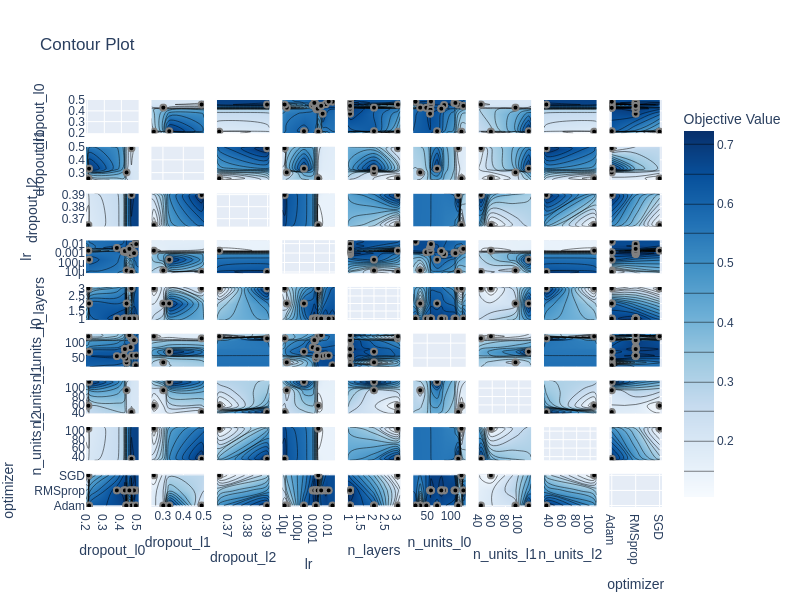 Contour Plot
Objective Value
0.7
0.6
0.5
0.4
0.3
0.2
dropout_l0
0.5
0.4
0.3
0.2
dropout_l1
0.5
0.4
0.3
dropout_l2
0.39
0.38
0.37
lr
0.01
0.001
100μ
10μ
n_layers
3
2.5
2
1.5
1
n_units_l0
100
50
n_units_l1
100
80
60
40
n_units_l2
100
80
60
40
optimizer
SGD
RMSprop
Adam
0.2 0.3 0.4 0.5
0.3 0.4 0.5
0.37 0.38 0.39
10μ 100μ 0.001 0.01
1 1.5 2 2.5 3
50 100
40 60 80 100
40 60 80 100
Adam RMSprop SGD
dropout_l0 dropout_l1 dropout_l2 lr n_layers n_units_l0 n_units_l1 n_units_l2 optimizer